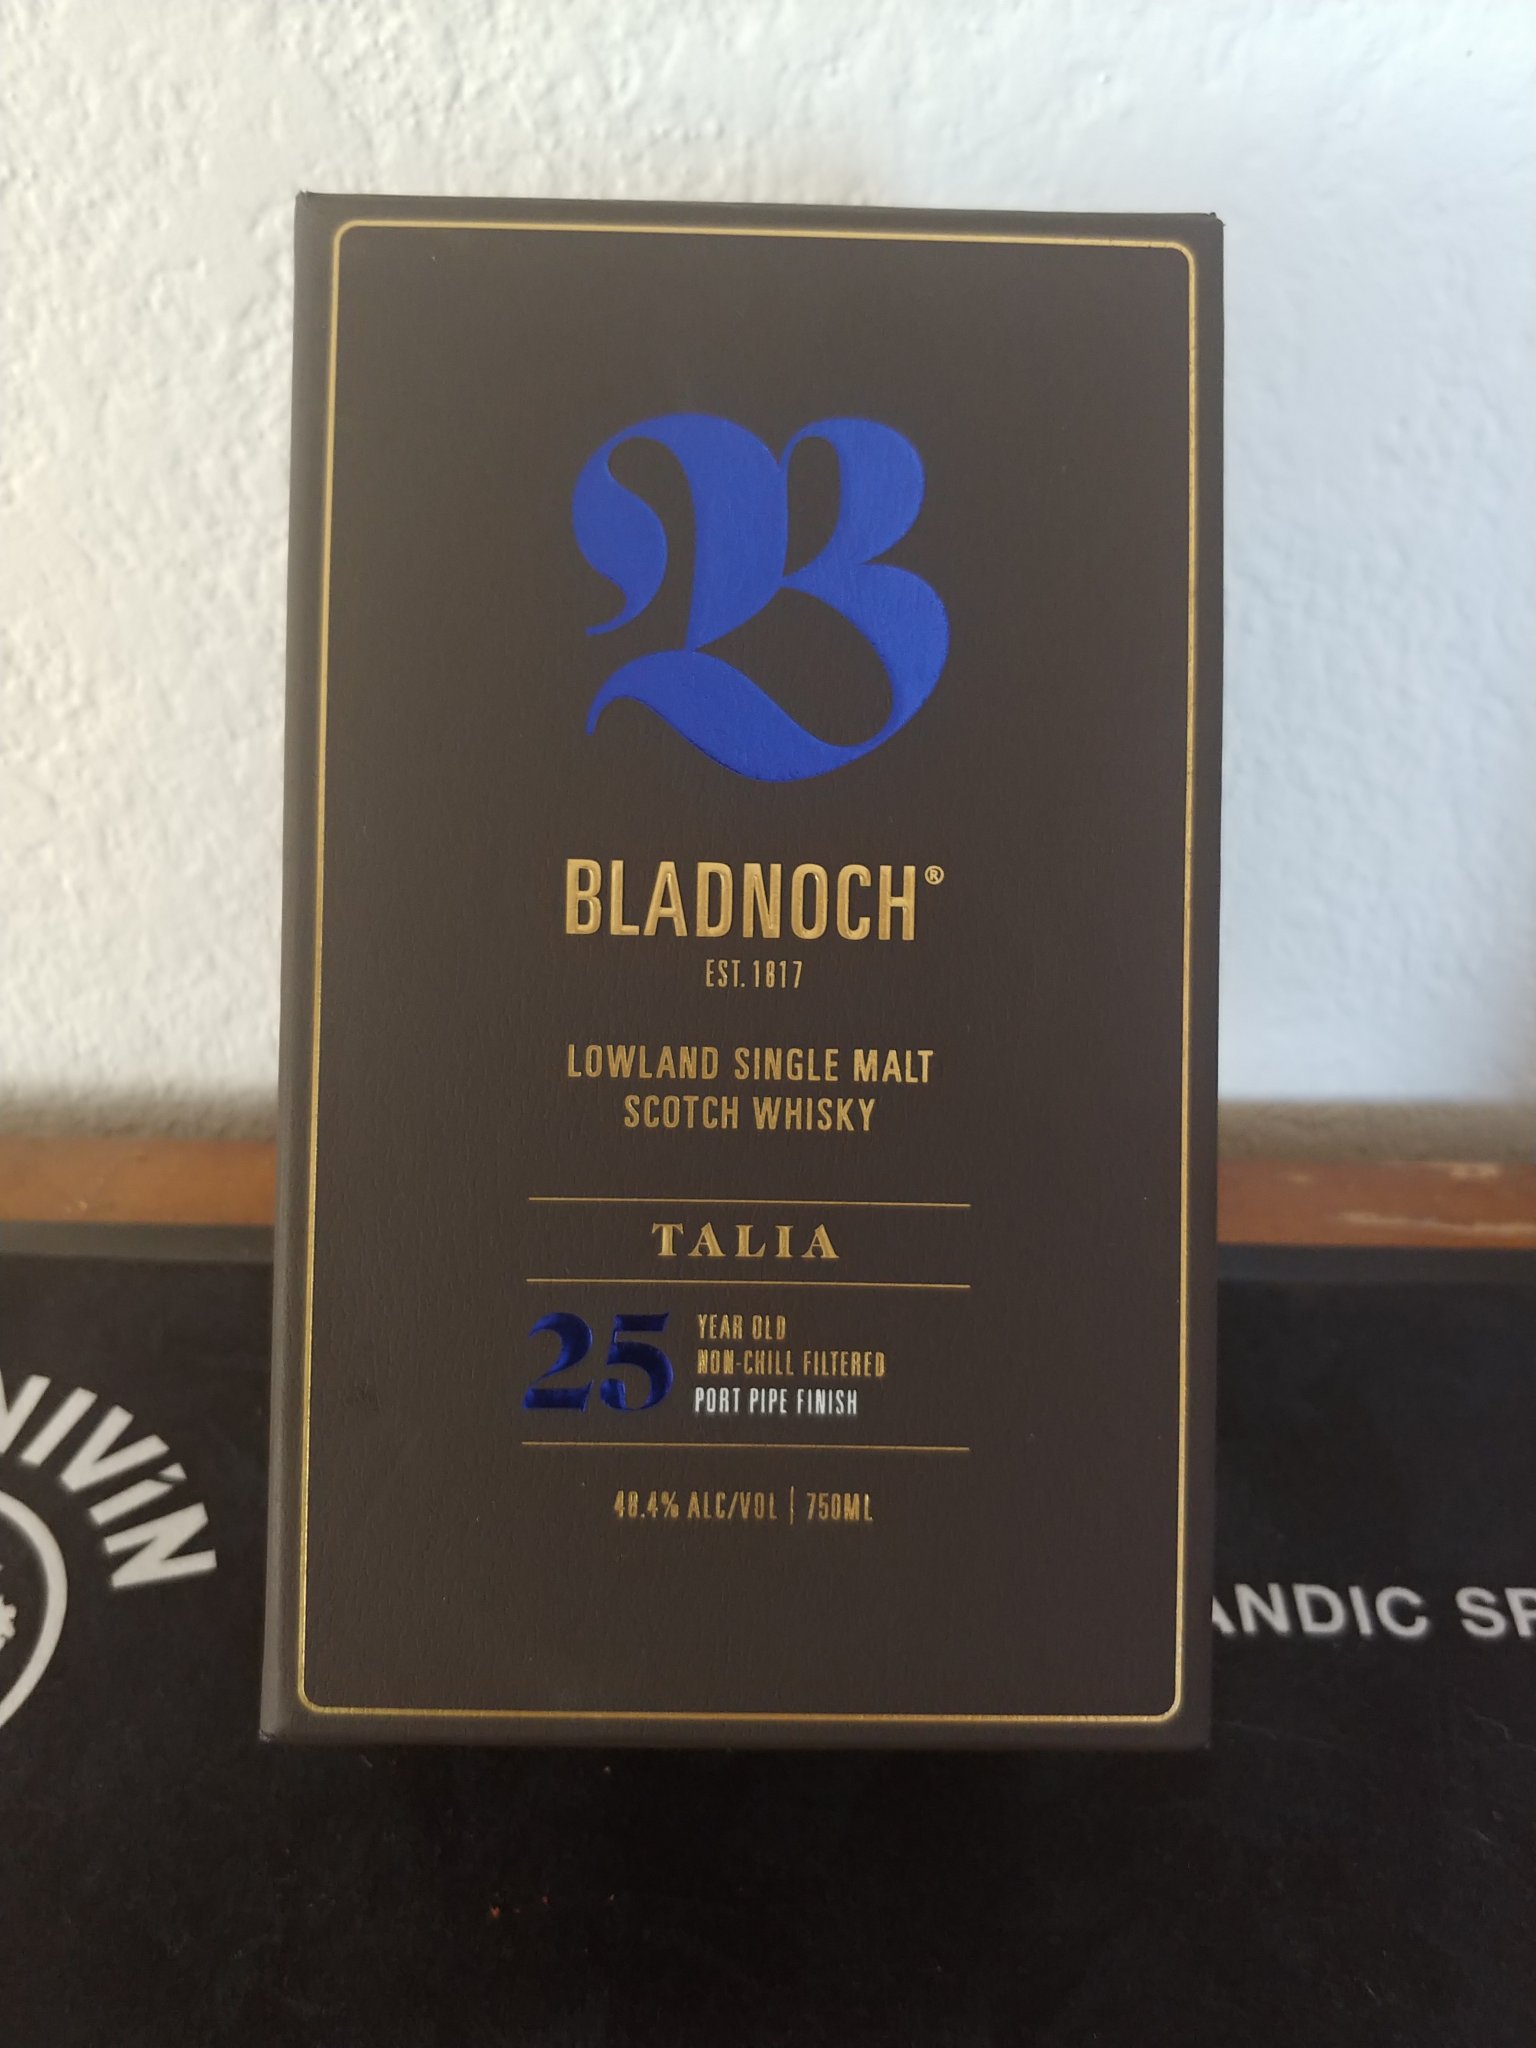 B
BLADNOCH®
EST. 1817
LOWLAND SINGLE MALT
SCOTCH WHISKY
TALIA
25
YEAR OLD
NON-CHILL FILTERED
PORT PIPE FINISH
48.4% ALC/VOL | 750ML
NIVÍN
ANDIC SP